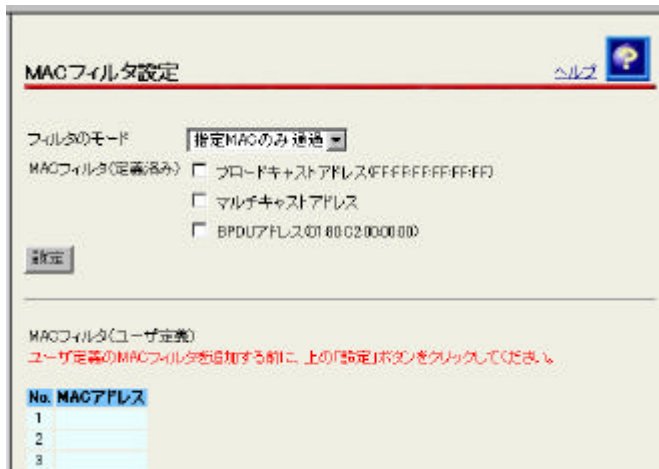 MACフィルタ設定
ヘルプ
フィルタのモード 指定MACのみ通過
MACフィルタ(定義済み) ブロードキャストアドレス(FF:FF:FF:FF:FF:FF)
マルチキャストアドレス
BPDUアドレス(01:80:C2:00:00:00)
設定
MACフィルタ(ユーザ定義)
ユーザ定義のMACフィルタを追加する前に、上の「設定」ボタンをクリックしてください。
No. MACアドレス
1
2
3